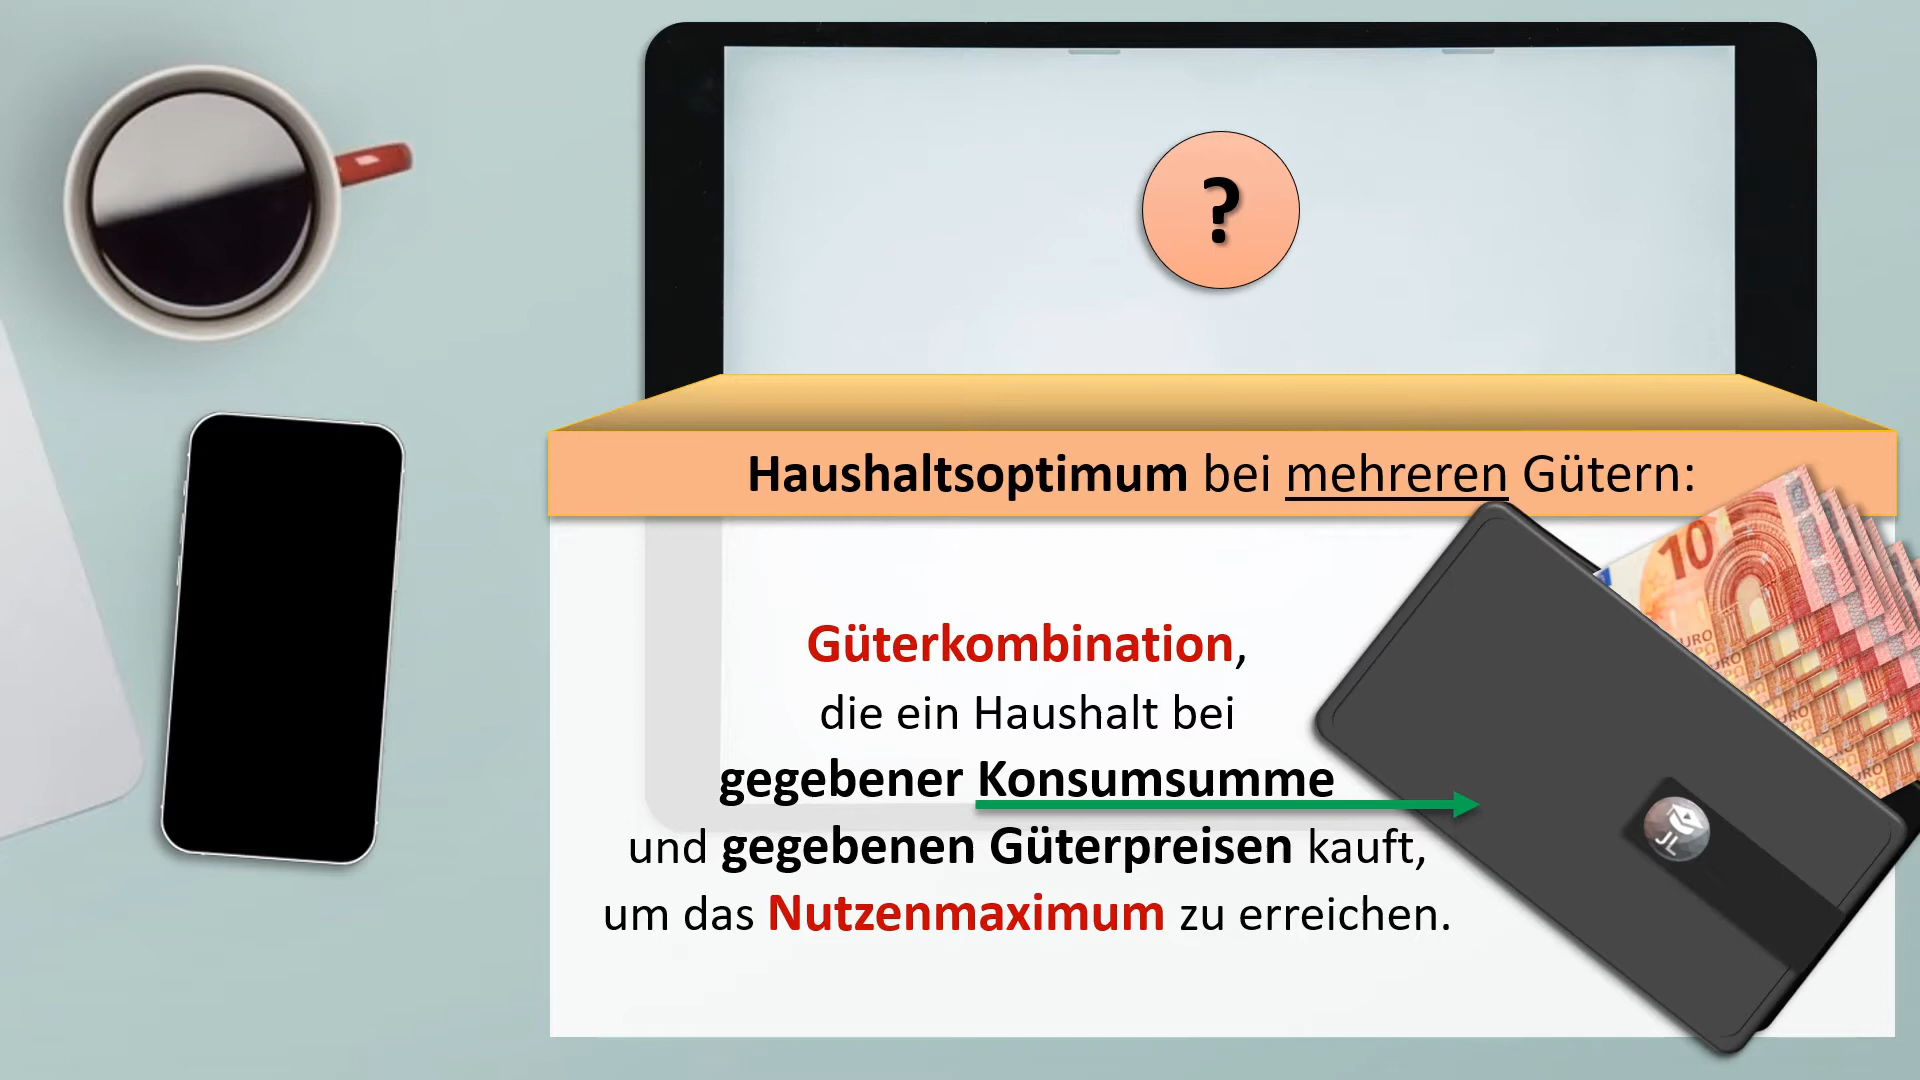 ?
Haushaltsoptimum bei mehreren Gütern:
10
Güterkombination,
die ein Haushalt bei
gegebener Konsumsumme
und gegebenen Güterpreisen kauft,
um das Nutzenmaximum zu erreichen.
JL